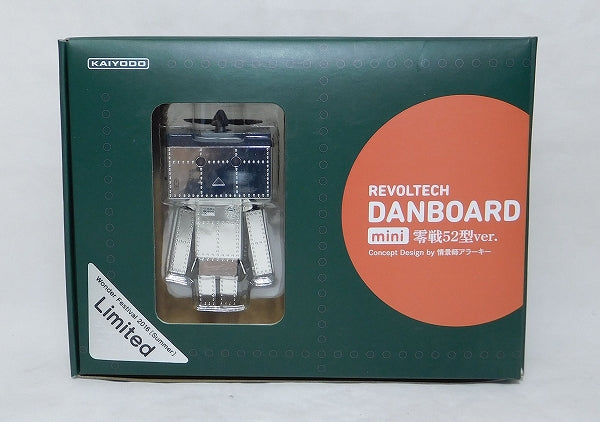 KAIYODO
REVOLTECH
DANBOARD
mini 零戦52型ver.
Concept Design by 情景師アラーキー
Wonder Festival 2016 (Summer)
Limited